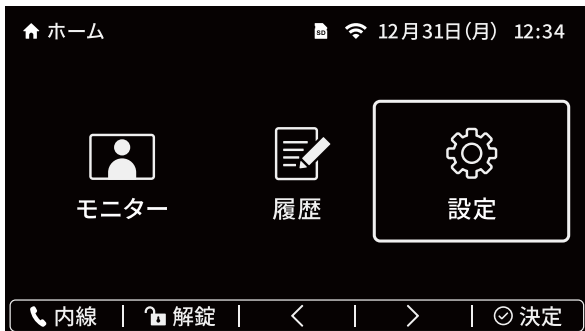 ホーム SD 12月31日(月) 12:34
モニター 履歴 設定
内線 | 解錠 | < | > | 決定